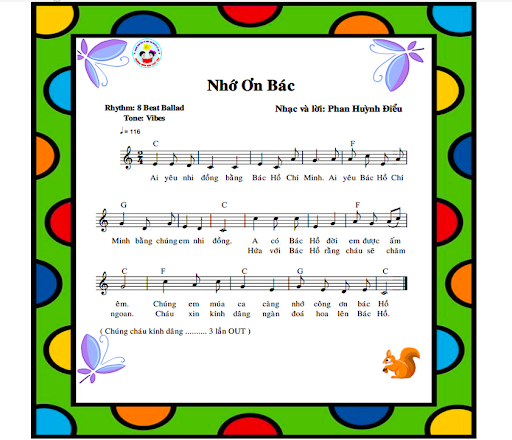 Nhớ Ơn Bác
Rhythm: 8 Beat Ballad
Nhạc và lời: Phan Huỳnh Điểu
Tone: Vibes
♩ = 116
C F
Ai yêu nhi đồng bằng Bác Hồ Chí Minh. Ai yêu Bác Hồ Chí
G C F
Minh bằng chúng em nhi đồng. A có Bác Hồ đời em được ấm
Hứa với Bác Hồ rằng cháu sẽ chăm
C F C G C
êm. Chúng em múa ca càng nhớ công ơn bác Hồ
ngoan. Cháu xin kính dâng ngàn đoá hoa lên Bác Hồ.
( Chúng cháu kính dâng .......... 3 lần OUT )